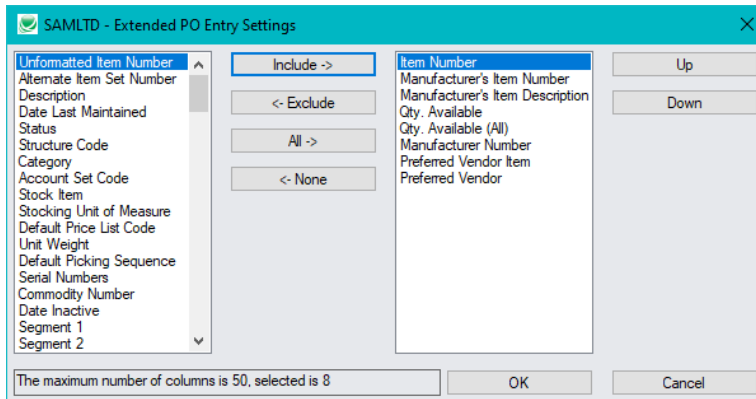 SAMLTD - Extended PO Entry Settings
Unformatted Item Number
Alternate Item Set Number
Description
Date Last Maintained
Status
Structure Code
Category
Account Set Code
Stock Item
Stocking Unit of Measure
Default Price List Code
Unit Weight
Default Picking Sequence
Serial Numbers
Commodity Number
Date Inactive
Segment 1
Segment 2
Include ->
<- Exclude
All ->
<- None
Item Number
Manufacturer's Item Number
Manufacturer's Item Description
Qty. Available
Qty. Available (All)
Manufacturer Number
Preferred Vendor Item
Preferred Vendor
Up
Down
The maximum number of columns is 50, selected is 8
OK
Cancel